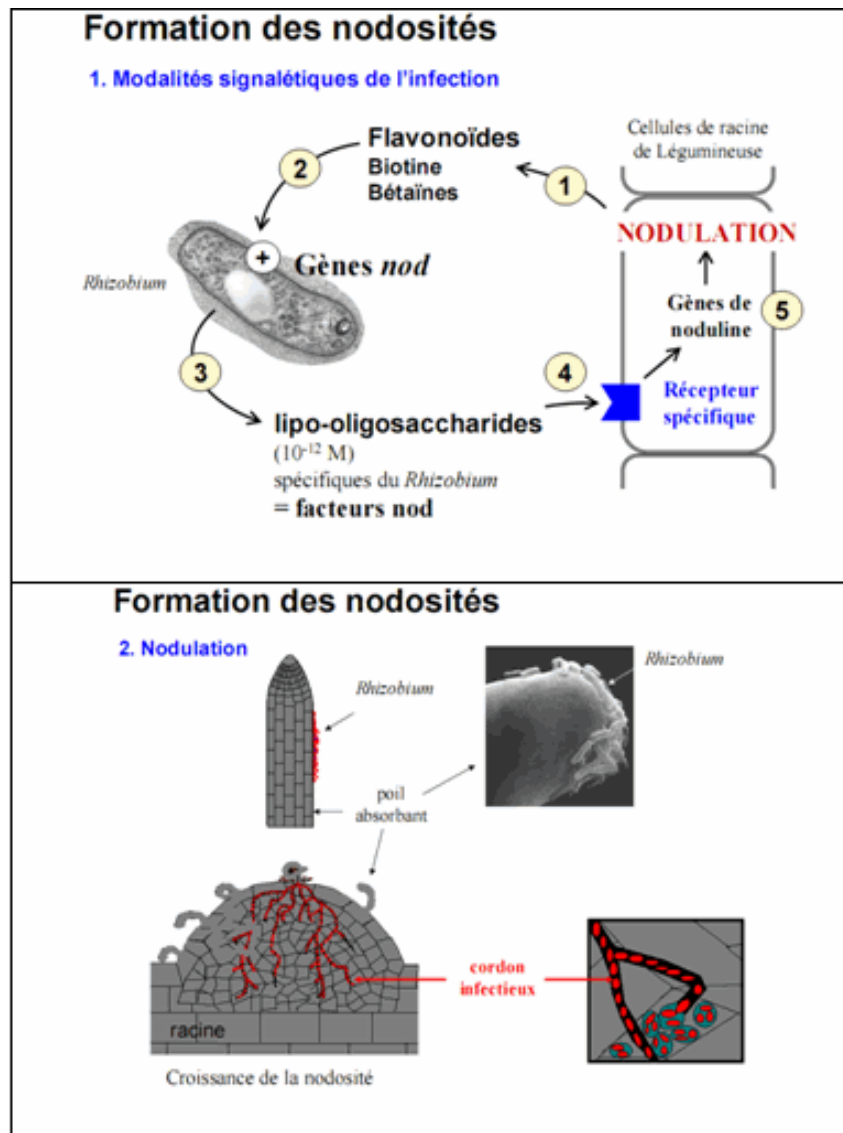 Formation des nodosités
1. Modalités signalétiques de l'infection
Flavonoïdes
Biotine
Bétaïnes
Cellules de racine
de Légumineuse
2
1
NODULATION
+
Gènes nod
Rhizobium
Gènes de
noduline
5
3
4
Récepteur
spécifique
lipo-oligosaccharides
(10-12 M)
spécifiques du Rhizobium
= facteurs nod
Formation des nodosités
2. Nodulation
Rhizobium
Rhizobium
poil
absorbant
cordon
infectieux
racine
Croissance de la nodosité